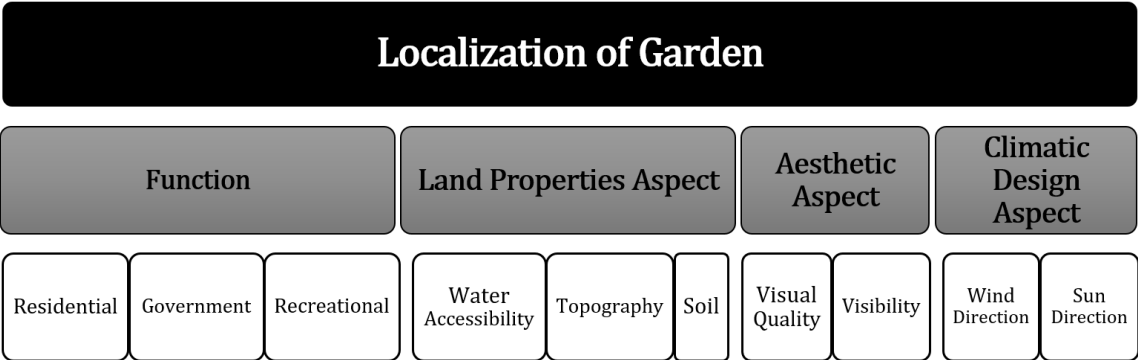 Localization of Garden
Function
Land Properties Aspect
Aesthetic
Aspect
Climatic
Design
Aspect
Residential
Government
Recreational
Water
Accessibility
Topography
Soil
Visual
Quality
Visibility
Wind
Direction
Sun
Direction